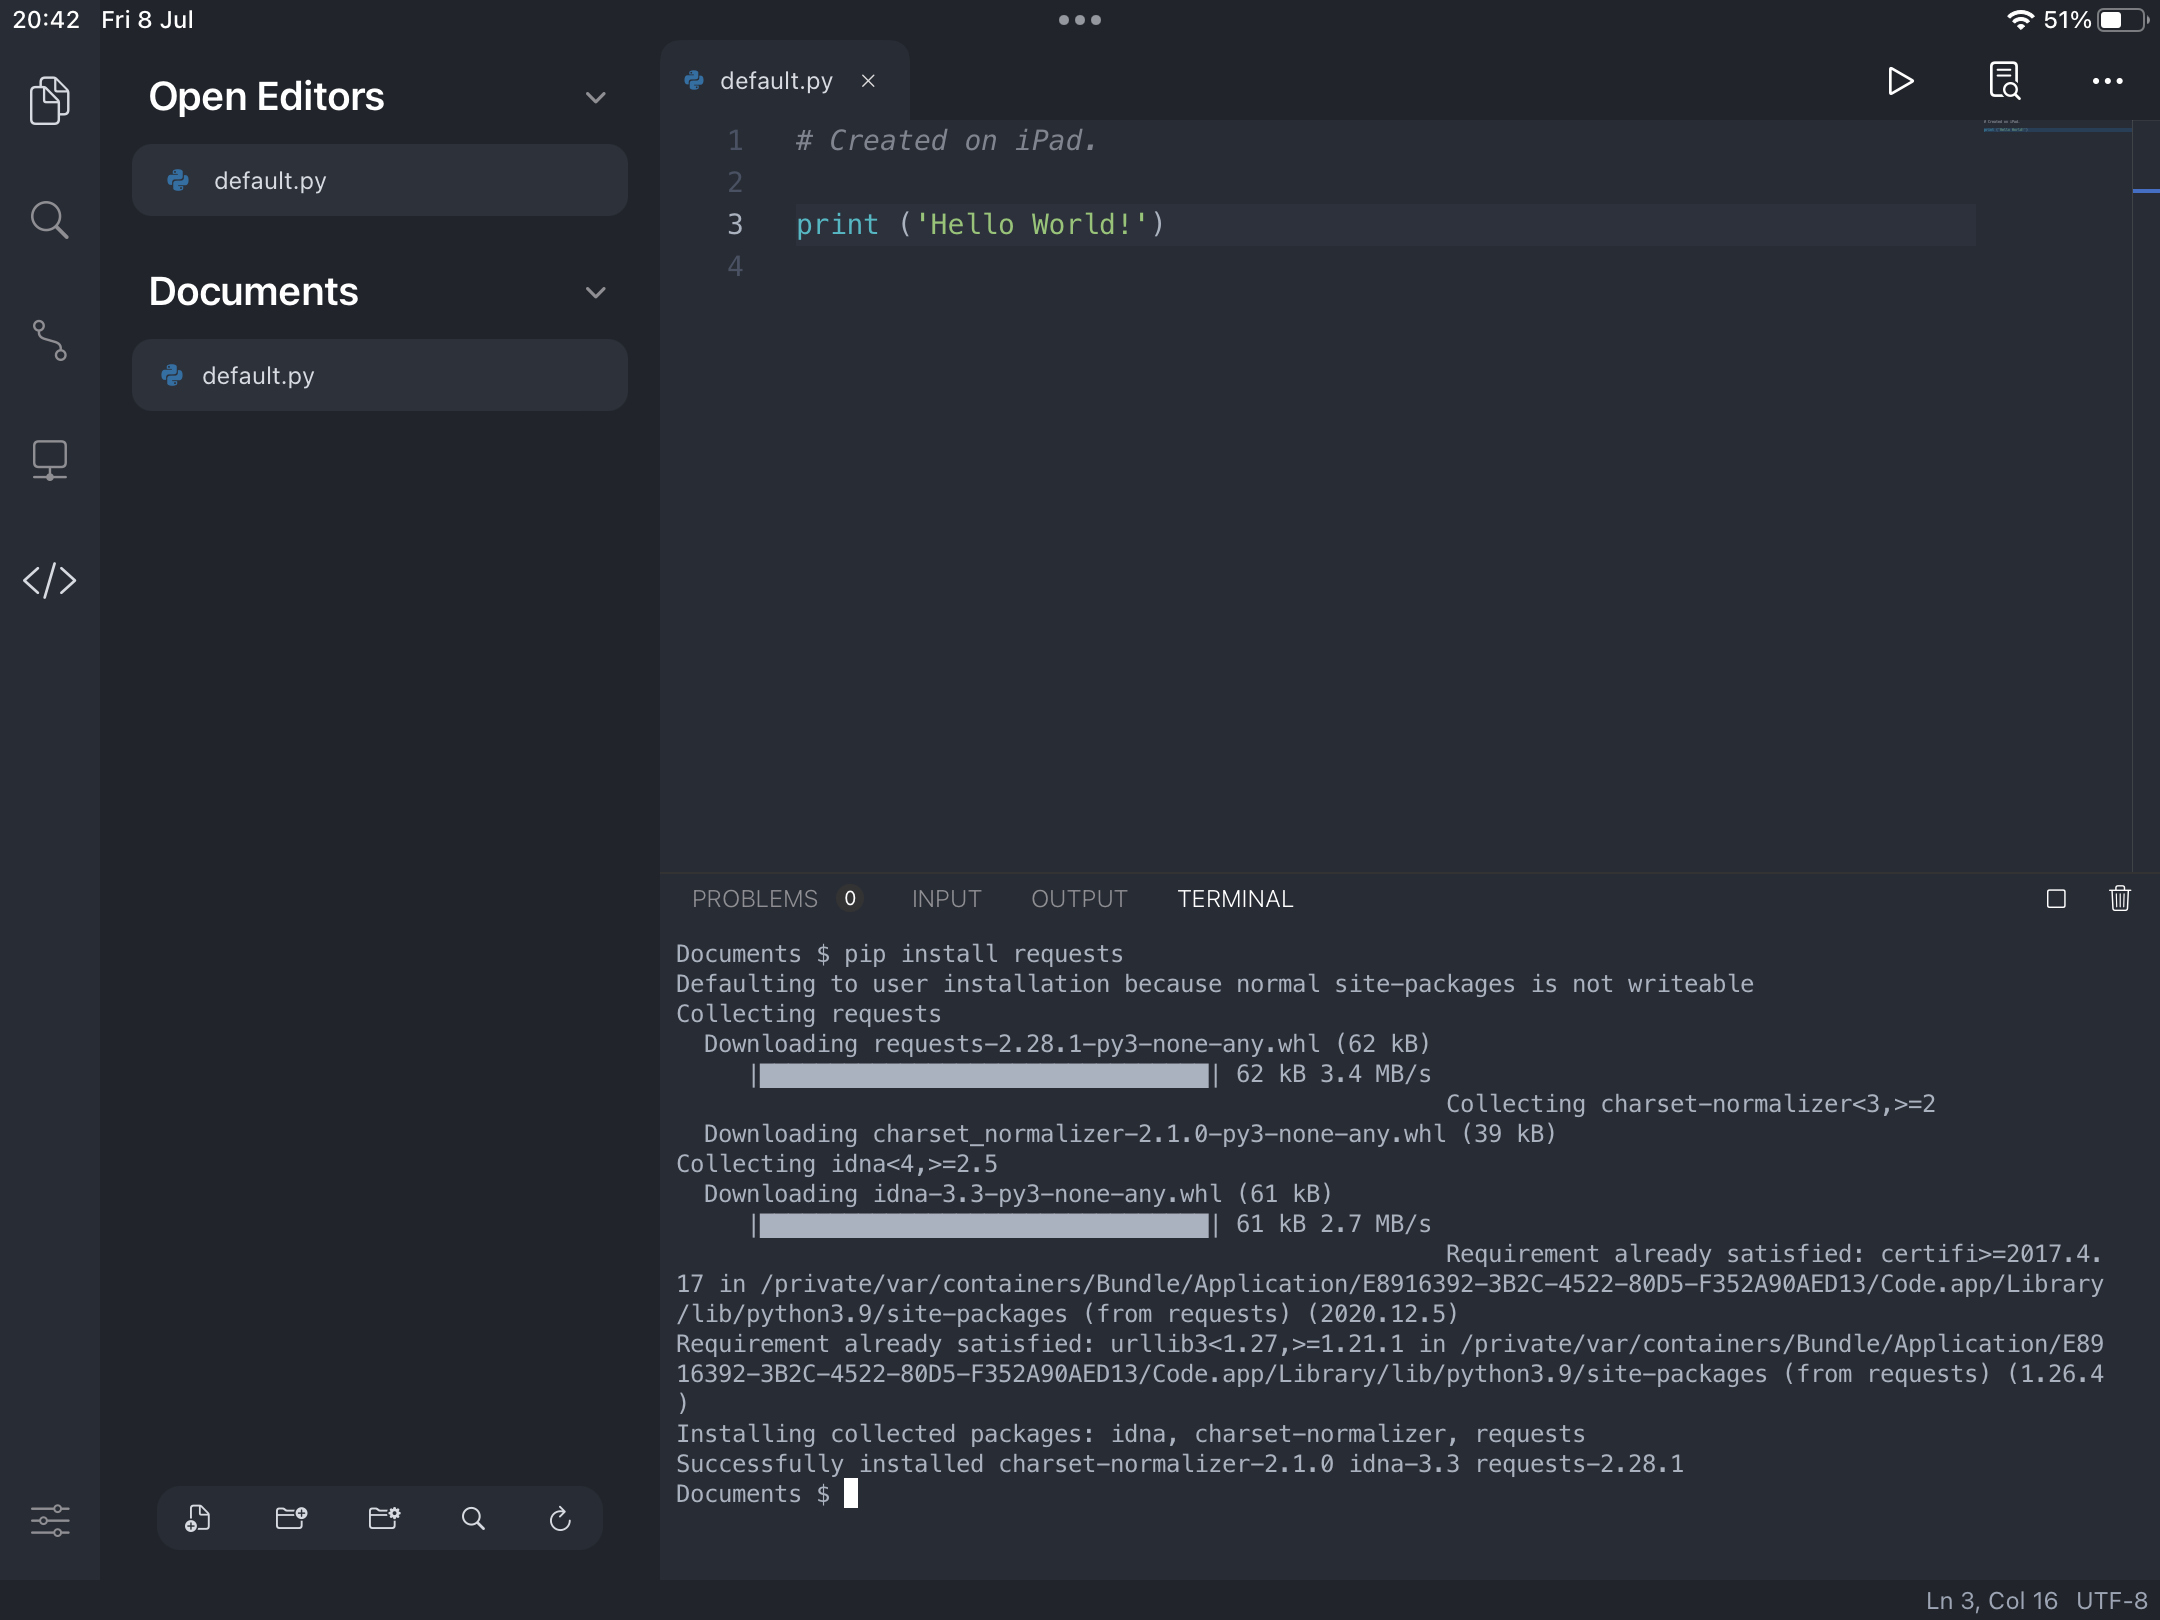 20:42 Fri 8 Jul
51%
Open Editors
default.py
Documents
default.py
default.py
1 # Created on iPad.
2
3 print ('Hello World!')
4
PROBLEMS 0 INPUT OUTPUT TERMINAL
Documents $ pip install requests
Defaulting to user installation because normal site-packages is not writeable
Collecting requests
Downloading requests-2.28.1-py3-none-any.whl (62 kB)
|████████████████████████████████| 62 kB 3.4 MB/s
Collecting charset-normalizer<3,>=2
Downloading charset_normalizer-2.1.0-py3-none-any.whl (39 kB)
Collecting idna<4,>=2.5
Downloading idna-3.3-py3-none-any.whl (61 kB)
|████████████████████████████████| 61 kB 2.7 MB/s
Requirement already satisfied: certifi>=2017.4.
17 in /private/var/containers/Bundle/Application/E8916392-3B2C-4522-80D5-F352A90AED13/Code.app/Library
/lib/python3.9/site-packages (from requests) (2020.12.5)
Requirement already satisfied: urllib3<1.27,>=1.21.1 in /private/var/containers/Bundle/Application/E89
16392-3B2C-4522-80D5-F352A90AED13/Code.app/Library/lib/python3.9/site-packages (from requests) (1.26.4
)
Installing collected packages: idna, charset-normalizer, requests
Successfully installed charset-normalizer-2.1.0 idna-3.3 requests-2.28.1
Documents $
Ln 3, Col 16 UTF-8